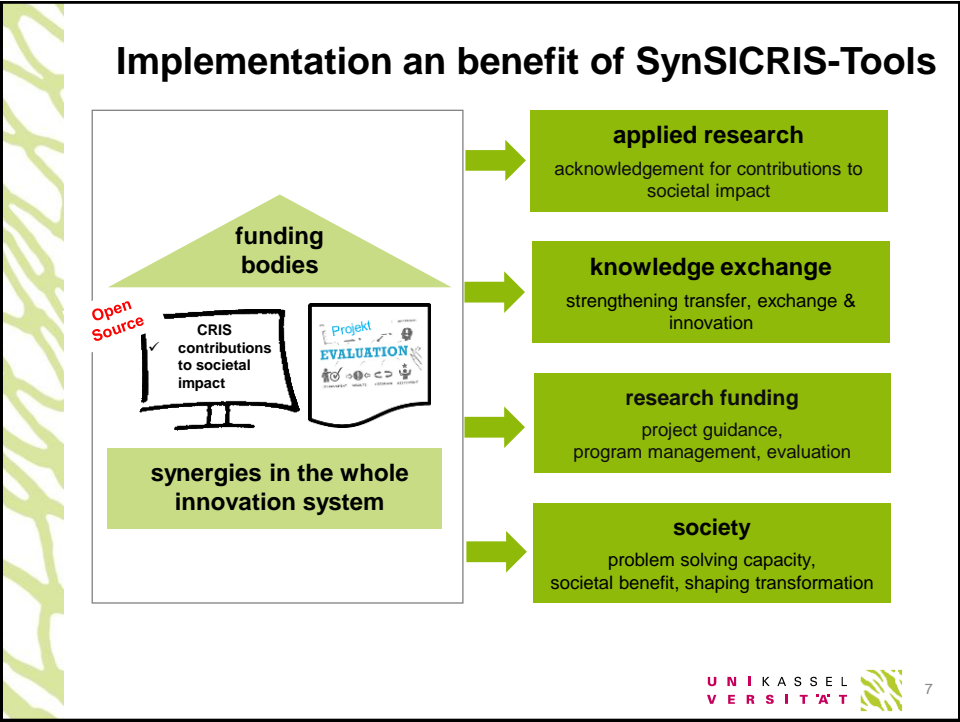 Implementation an benefit of SynSICRIS-Tools
funding
bodies
Open
Source
CRIS
✓ contributions
to societal
impact
Projekt
EVALUATION
synergies in the whole
innovation system
applied research
acknowledgement for contributions to
societal impact
knowledge exchange
strengthening transfer, exchange &
innovation
research funding
project guidance,
program management, evaluation
society
problem solving capacity,
societal benefit, shaping transformation
UNIKASSEL
VERSITÄT
7